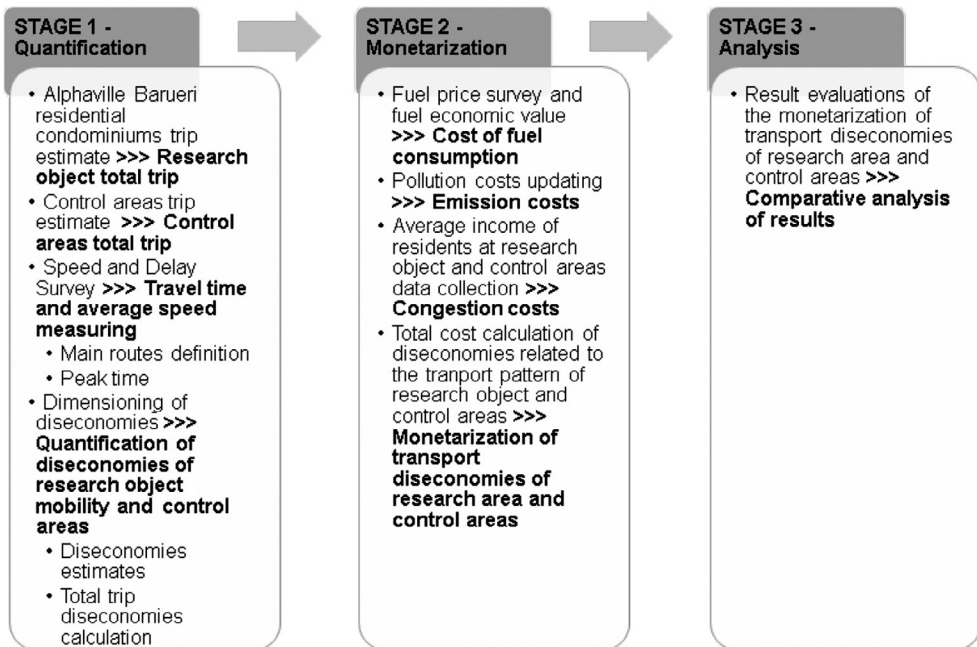 STAGE 1 -
Quantification
• Alphaville Barueri
residential
condominiums trip
estimate >>> Research
object total trip
• Control areas trip
estimate >>> Control
areas total trip
• Speed and Delay
Survey >>> Travel time
and average speed
measuring
• Main routes definition
• Peak time
• Dimensioning of
diseconomies >>>
Quantification of
diseconomies of
research object
mobility and control
areas
• Diseconomies
estimates
• Total trip
diseconomies
calculation
STAGE 2 -
Monetarization
• Fuel price survey and
fuel economic value
>>> Cost of fuel
consumption
• Pollution costs updating
>>> Emission costs
• Average income of
residents at research
object and control areas
data collection >>>
Congestion costs
• Total cost calculation of
diseconomies related to
the tranport pattern of
research object and
control areas >>>
Monetarization of
transport
diseconomies of
research area and
control areas
STAGE 3 -
Analysis
• Result evaluations of
the monetarization of
transport diseconomies
of research area and
control areas >>>
Comparative analysis
of results